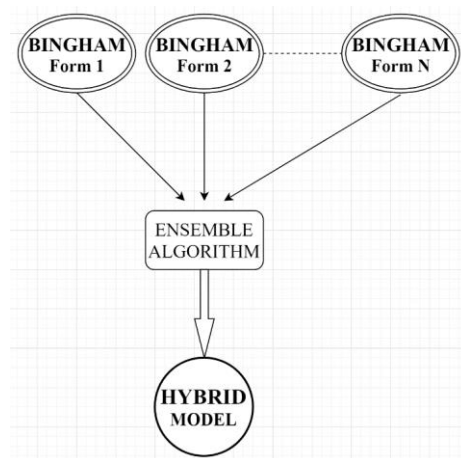 BINGHAM
Form 1
BINGHAM
Form 2
BINGHAM
Form N
ENSEMBLE
ALGORITHM
HYBRID
MODEL